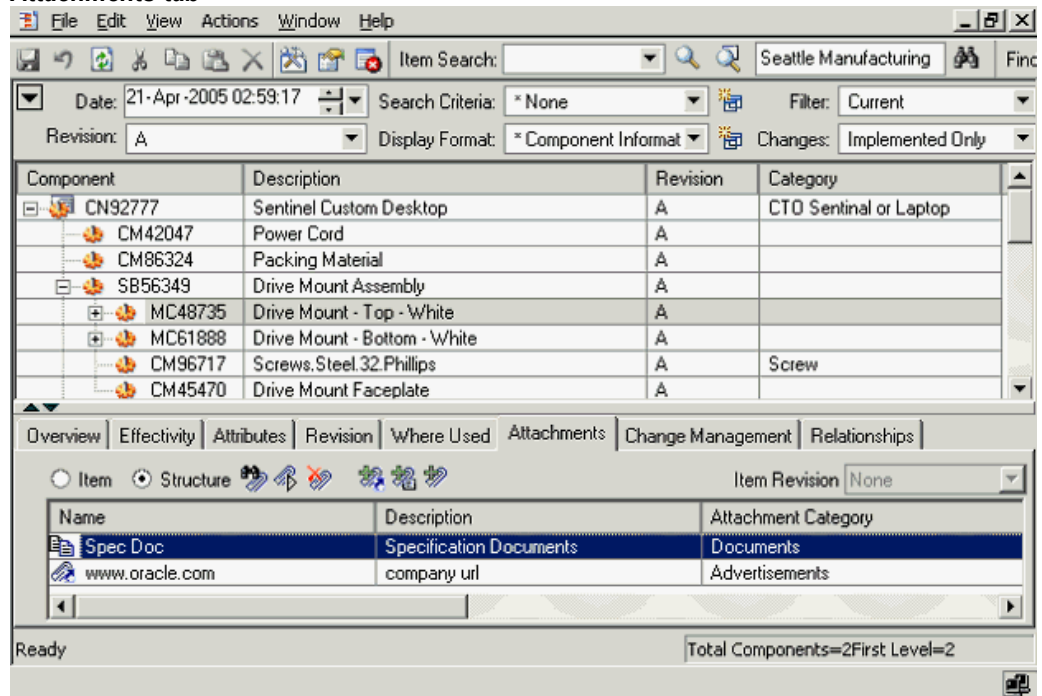 File Edit View Actions Window Help
Item Search: Seattle Manufacturing Find
Date: 21-Apr-2005 02:59:17 Search Criteria: * None Filter: Current
Revision: A Display Format: * Component Informat Changes: Implemented Only
Component Description Revision Category
CN92777 Sentinel Custom Desktop A CTO Sentinal or Laptop
CM42047 Power Cord A
CM86324 Packing Material A
SB56349 Drive Mount Assembly A
MC48735 Drive Mount - Top - White A
MC61888 Drive Mount - Bottom - White A
CM96717 Screws.Steel.32.Phillips A Screw
CM45470 Drive Mount Faceplate A
Overview Effectivity Attributes Revision Where Used Attachments Change Management Relationships
Item Structure Item Revision None
Name Description Attachment Category
Spec Doc Specification Documents Documents
www.oracle.com company url Advertisements
Ready Total Components=2First Level=2